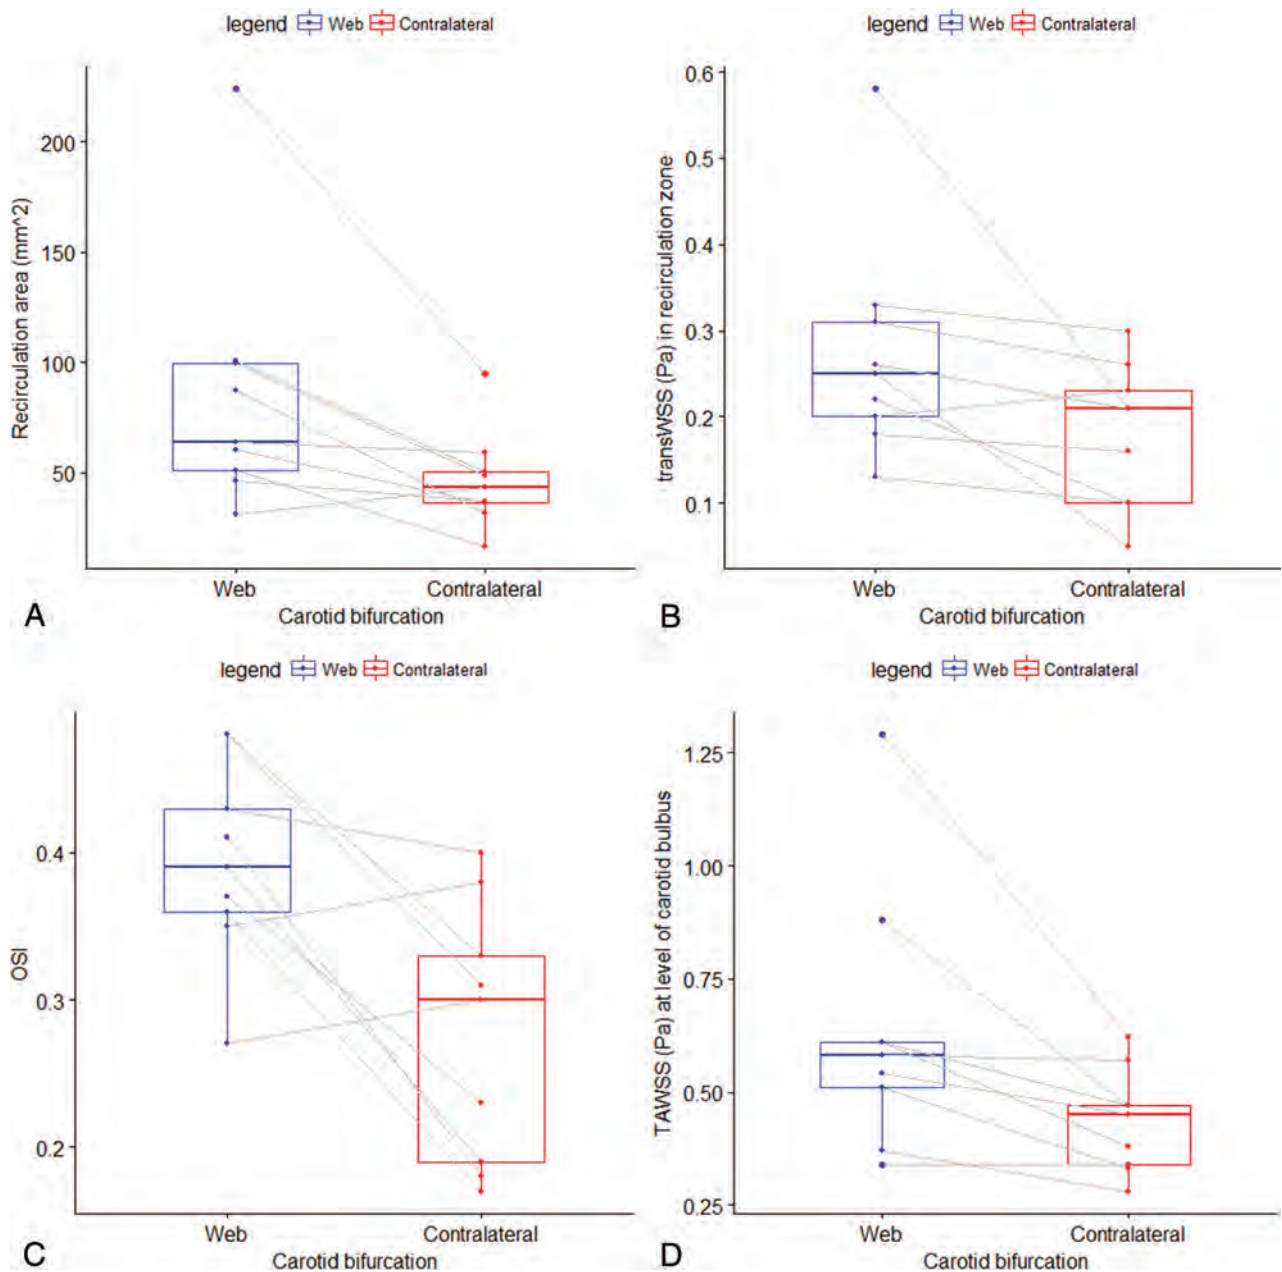 legend Web Contralateral
Recirculation area (mm^2)
200
150
100
50
Web Contralateral
Carotid bifurcation
A
legend Web Contralateral
transWSS (Pa) in recirculation zone
0.6
0.5
0.4
0.3
0.2
0.1
Web Contralateral
Carotid bifurcation
B
legend Web Contralateral
OSI
0.4
0.3
0.2
Web Contralateral
Carotid bifurcation
C
legend Web Contralateral
TAWSS (Pa) at level of carotid bulbus
1.25
1.00
0.75
0.50
0.25
Web Contralateral
Carotid bifurcation
D